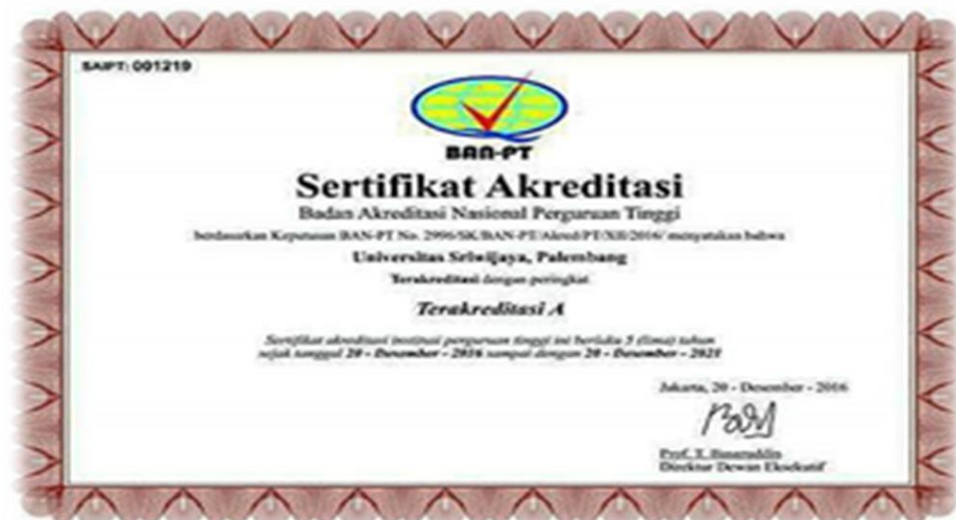 SAIPT: 001219
BAN-PT
Sertifikat Akreditasi
Badan Akreditasi Nasional Perguruan Tinggi
berdasarkan Keputusan BAN-PT No. 2996/SK/BAN-PT/Akred/PT/XII/2016/ menyatakan bahwa
Universitas Sriwijaya, Palembang
Terakreditasi dengan peringkat
Terakreditasi A
Sertifikat akreditasi institusi perguruan tinggi ini berlaku 5 (lima) tahun
sejak tanggal 20 - Desember - 2016 sampai dengan 20 - Desember - 2021
Jakarta, 20 - Desember - 2016
Prof. T. Basaruddin
Direktur Dewan Eksekutif